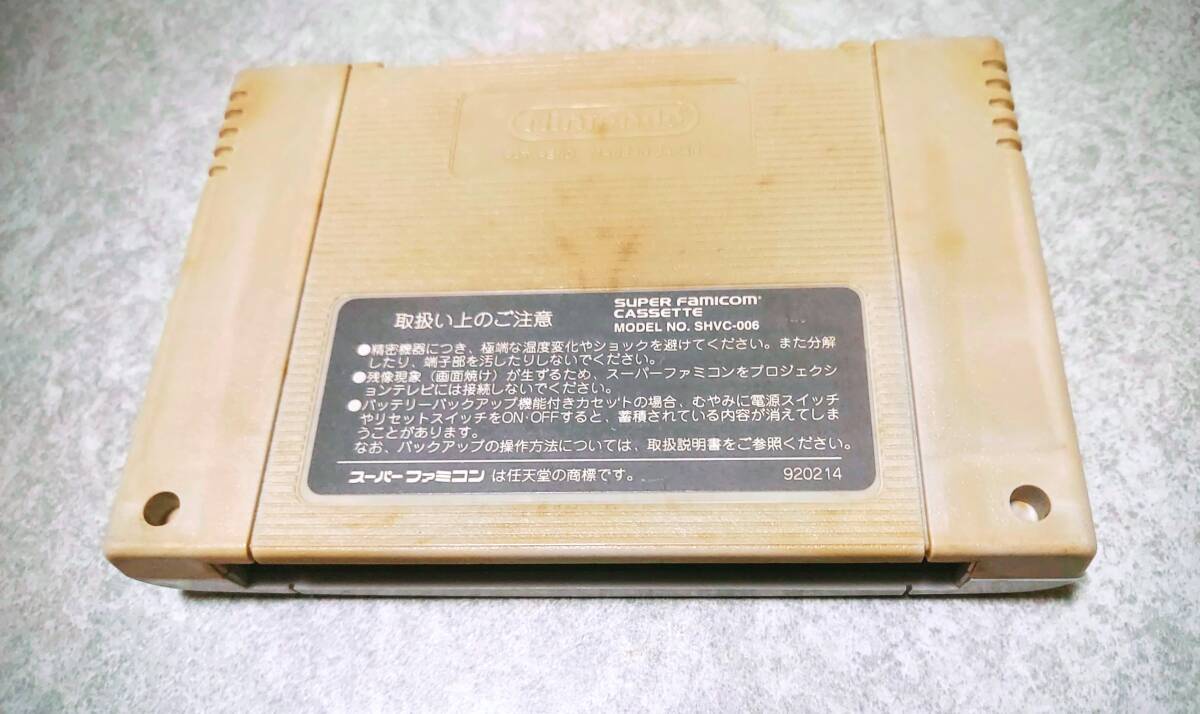 Nintendo
取扱い上のご注意
SUPER FAMICOM
CASSETTE
MODEL NO. SHVC-006
●精密機器につき、極端な温度変化やショックを避けてください。また分解
したり、端子部を汚したりしないでください。
●残像現象（画面焼け）が生ずるため、スーパーファミコンをプロジェクシ
ョンテレビには接続しないでください。
●バッテリーバックアップ機能付きカセットの場合、むやみに電源スイッチ
やリセットスイッチをON·OFFすると、蓄積されている内容が消えてしま
うことがあります。
なお、バックアップの操作方法については、取扱説明書をご参照ください。
スーパーファミコン は任天堂の商標です。
920214